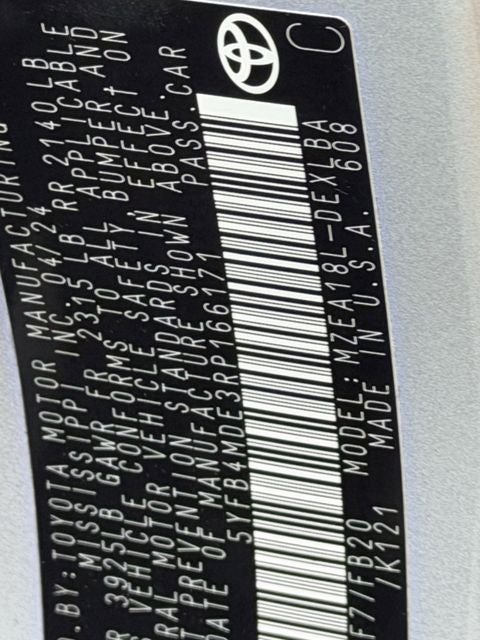 D.BY: TOYOTA MOTOR MANUFACTURING
MISSISSIPPI INC. 04/24
R 3925LB GAWR FR 2315 LB RR 2140 LB
VEHICLE CONFORMS TO ALL APPLICABLE
RAL MOTOR VEHICLE SAFETY, BUMPER, AND
T PREVENTION STANDARDS IN EFFECT ON
DATE OF MANUFACTURE SHOWN ABOVE.
5YFB4MDE3RP166171 PASS.CAR
C
F77/FB20 MODEL: MZEA18L-DEXLBA
/K121 MADE IN U.S.A. 608